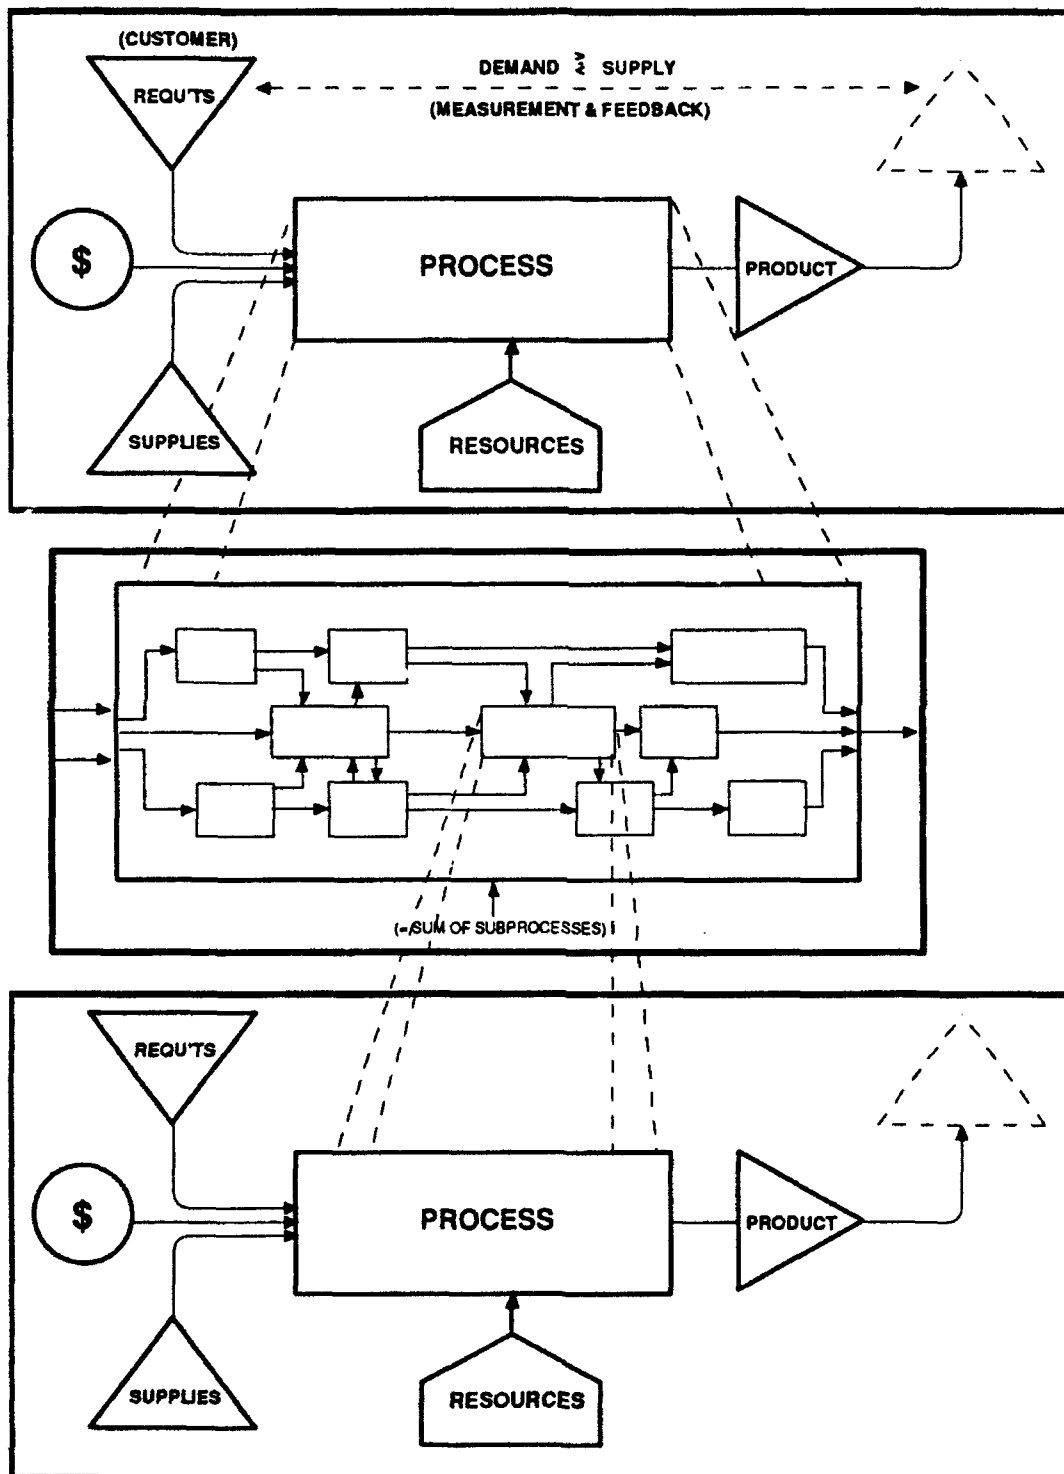 (CUSTOMER)
REQU'TS
DEMAND ≷ SUPPLY
(MEASUREMENT & FEEDBACK)
$
PROCESS
PRODUCT
SUPPLIES
RESOURCES
(=SUM OF SUBPROCESSES)
REQU'TS
$
PROCESS
PRODUCT
SUPPLIES
RESOURCES